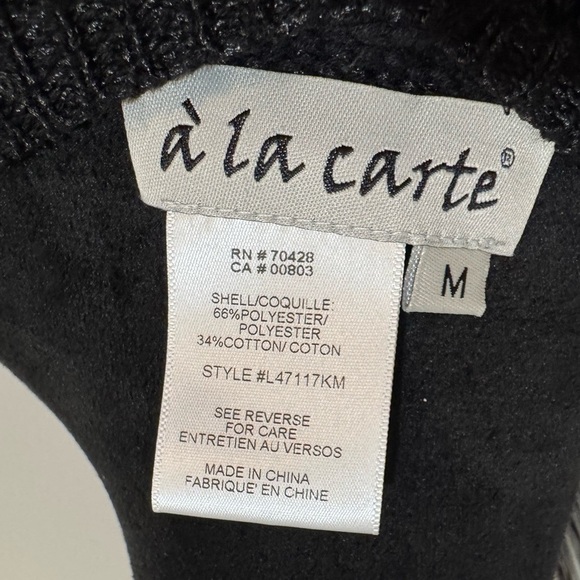 à la carte®
M
RN # 70428
CA # 00803
SHELL/COQUILLE:
66%POLYESTER/
POLYESTER
34%COTTON/ COTON
STYLE #L47117KM
SEE REVERSE
FOR CARE
ENTRETIEN AU VERSOS
MADE IN CHINA
FABRIQUE' EN CHINE